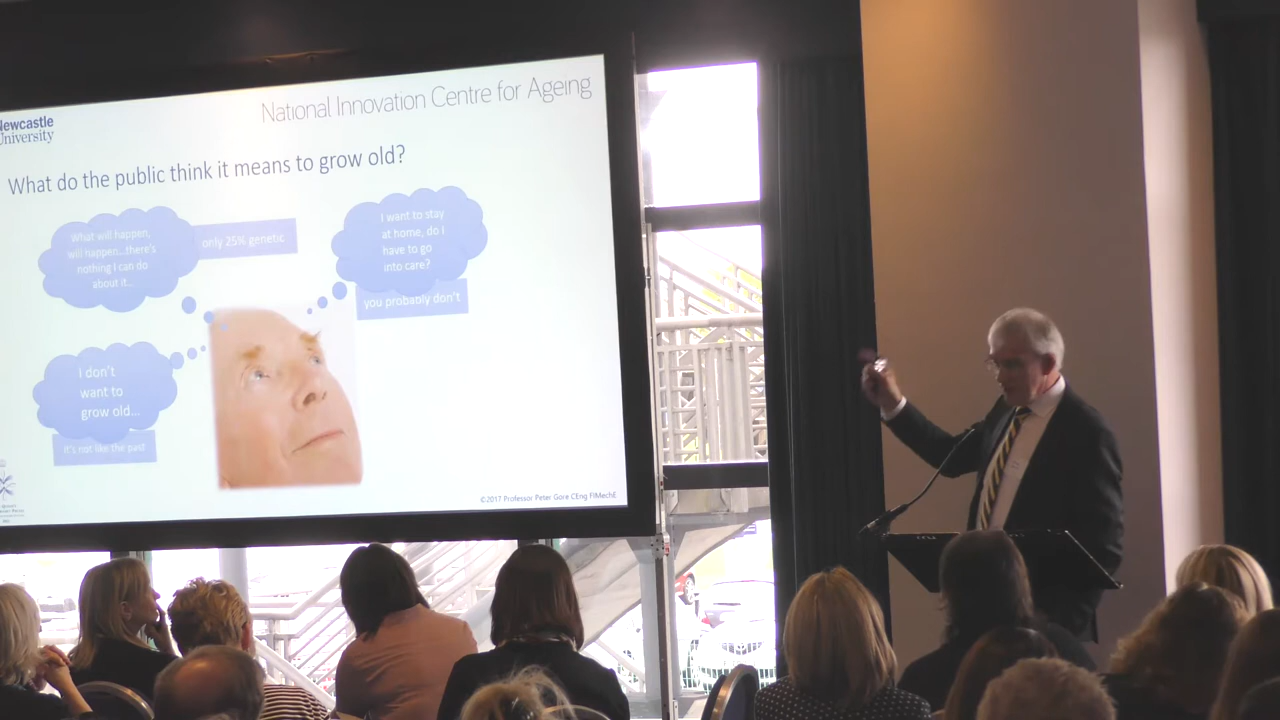 National Innovation Centre for Ageing
Newcastle
University
What do the public think it means to grow old?
What will happen,
will happen...there's
nothing I can do
about it...
only 25% genetic
I want to stay
at home, do I
have to go
into care?
you probably don't
I don't
want to
grow old...
it's not like the past
©2017 Professor Peter Gore CEng FIMechE